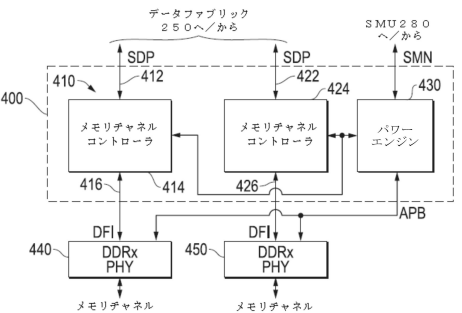 データファブリック
２５０へ／から
ＳＭＵ２８０
へ／から
SDP
412
SDP
422
SMN
410
424
430
400
メモリチャネル
コントローラ
メモリチャネル
コントローラ
パワー
エンジン
416
414
426
APB
DFI
DFI
440
DDRx
PHY
450
DDRx
PHY
メモリチャネル
メモリチャネル